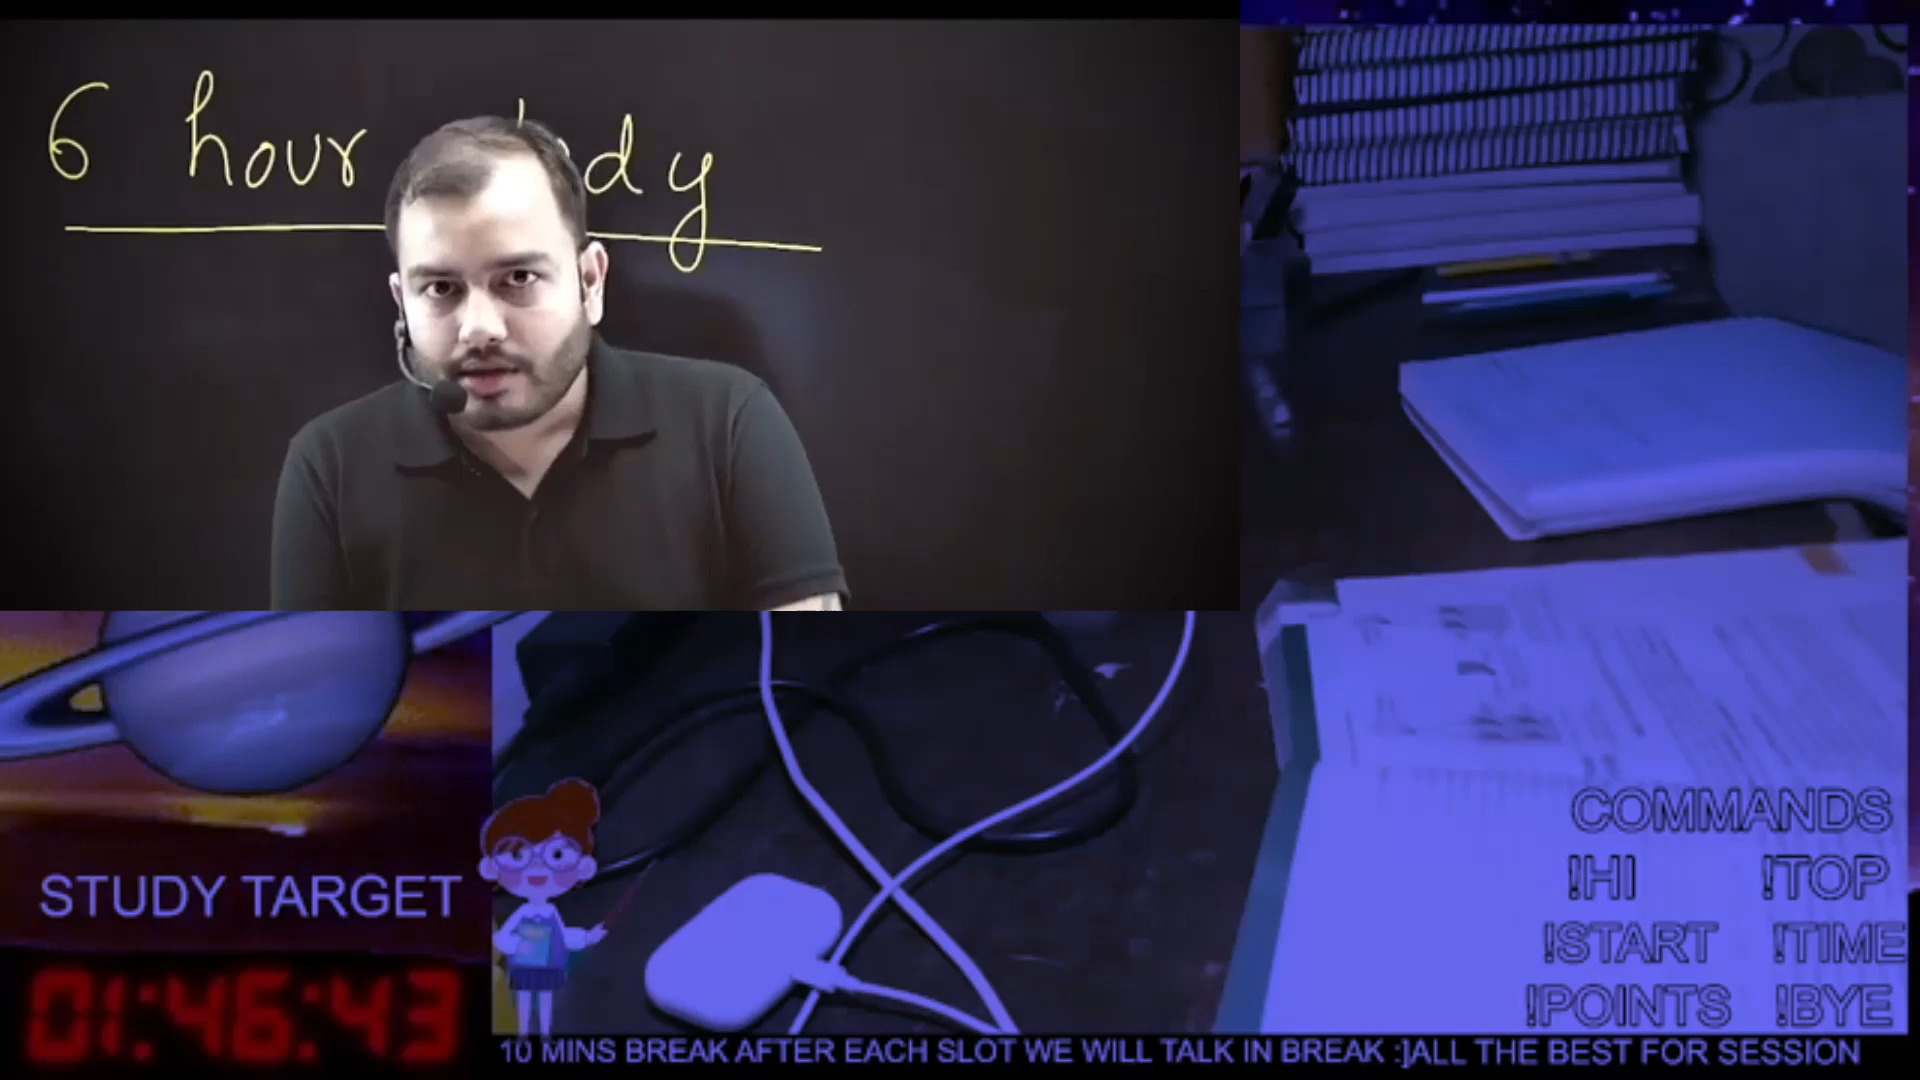 6 hour
STUDY TARGET
01:46:43
COMMANDS
!HI !TOP
!START !TIME
!POINTS !BYE
10 MINS BREAK AFTER EACH SLOT WE WILL TALK IN BREAK :]ALL THE BEST FOR SESSION